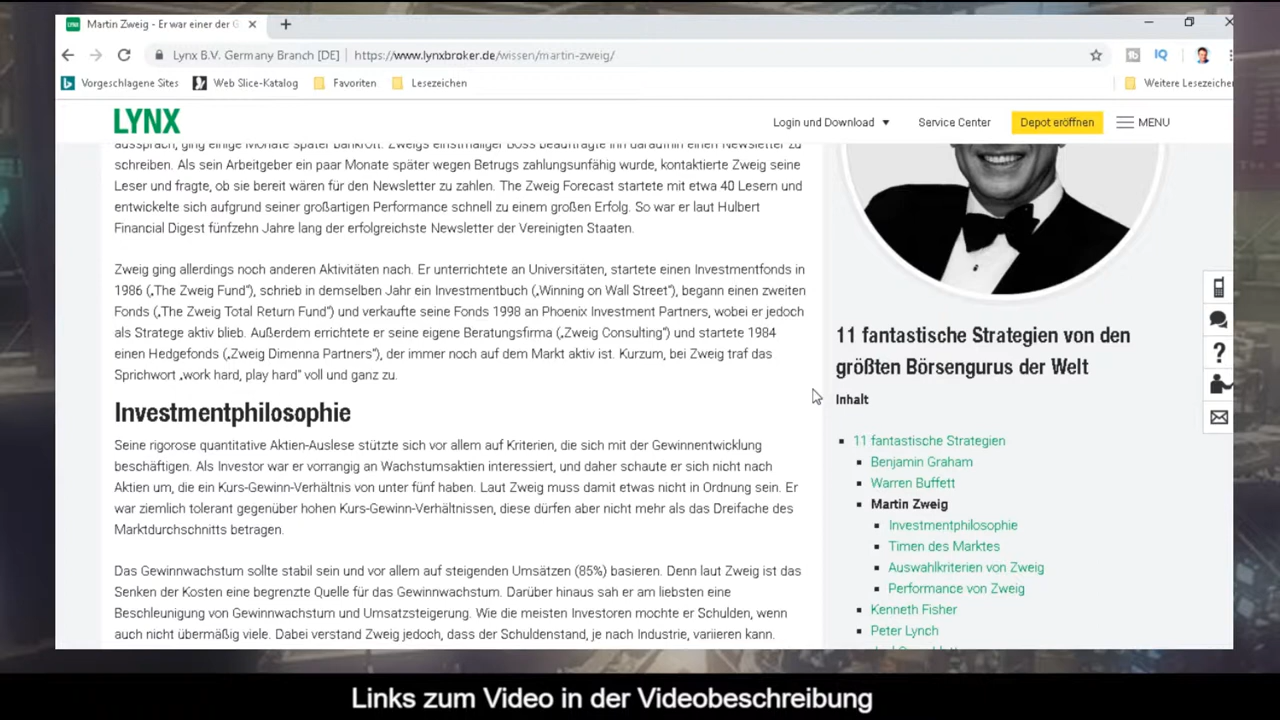 LYNX
Martin Zweig - Er war einer der G
Lynx B.V. Germany Branch [DE] | https://www.lynxbroker.de/wissen/martin-zweig/
tb
IQ
Vorgeschlagene Sites
Web Slice-Katalog
Favoriten
Lesezeichen
Weitere Lesezeicher
LYNX
Login und Download
Service Center
Depot eröffnen
MENU
aussprach, ging einige Monate später bankrott. Zweigs einstmaliger Boss beauftragte ihn daraufhin einen Newsletter zu
schreiben. Als sein Arbeitgeber ein paar Monate später wegen Betrugs zahlungsunfähig wurde, kontaktierte Zweig seine
Leser und fragte, ob sie bereit wären für den Newsletter zu zahlen. The Zweig Forecast startete mit etwa 40 Lesern und
entwickelte sich aufgrund seiner großartigen Performance schnell zu einem großen Erfolg. So war er laut Hulbert
Financial Digest fünfzehn Jahre lang der erfolgreichste Newsletter der Vereinigten Staaten.
Zweig ging allerdings noch anderen Aktivitäten nach. Er unterrichtete an Universitäten, startete einen Investmentfonds in
1986 („The Zweig Fund"), schrieb in demselben Jahr ein Investmentbuch („Winning on Wall Street"), begann einen zweiten
Fonds („The Zweig Total Return Fund") und verkaufte seine Fonds 1998 an Phoenix Investment Partners, wobei er jedoch
als Stratege aktiv blieb. Außerdem errichtete er seine eigene Beratungsfirma („Zweig Consulting") und startete 1984
einen Hedgefonds („Zweig Dimenna Partners"), der immer noch auf dem Markt aktiv ist. Kurzum, bei Zweig traf das
Sprichwort „work hard, play hard" voll und ganz zu.
Investmentphilosophie
Seine rigorose quantitative Aktien-Auslese stützte sich vor allem auf Kriterien, die sich mit der Gewinnentwicklung
beschäftigen. Als Investor war er vorrangig an Wachstumsaktien interessiert, und daher schaute er sich nicht nach
Aktien um, die ein Kurs-Gewinn-Verhältnis von unter fünf haben. Laut Zweig muss damit etwas nicht in Ordnung sein. Er
war ziemlich tolerant gegenüber hohen Kurs-Gewinn-Verhältnissen, diese dürfen aber nicht mehr als das Dreifache des
Marktdurchschnitts betragen.
Das Gewinnwachstum sollte stabil sein und vor allem auf steigenden Umsätzen (85%) basieren. Denn laut Zweig ist das
Senken der Kosten eine begrenzte Quelle für das Gewinnwachstum. Darüber hinaus sah er am liebsten eine
Beschleunigung von Gewinnwachstum und Umsatzsteigerung. Wie die meisten Investoren mochte er Schulden, wenn
auch nicht übermäßig viele. Dabei verstand Zweig jedoch, dass der Schuldenstand, je nach Industrie, variieren kann.
11 fantastische Strategien von den
größten Börsengurus der Welt
Inhalt
11 fantastische Strategien
Benjamin Graham
Warren Buffett
Martin Zweig
Investmentphilosophie
Timen des Marktes
Auswahlkriterien von Zweig
Performance von Zweig
Kenneth Fisher
Peter Lynch
?
Links zum Video in der Videobeschreibung